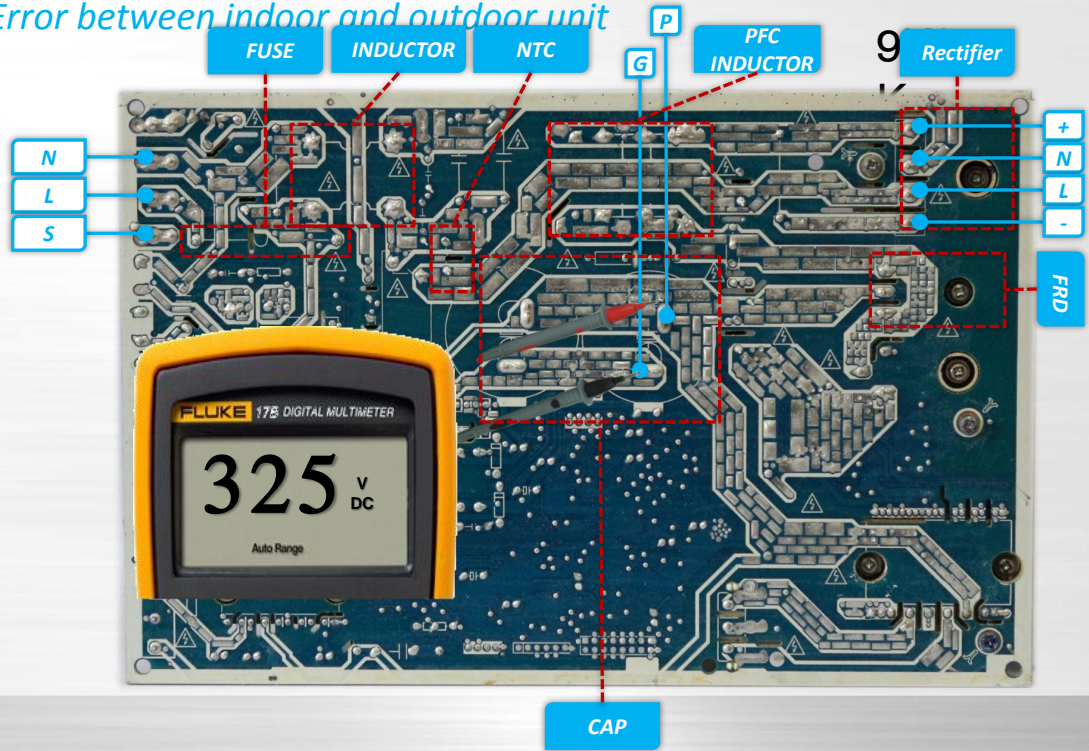 Error between indoor and outdoor unit
P
FUSE
INDUCTOR
NTC
G
PFC
INDUCTOR
Rectifier
+
N
N
L
L
S
-
FRD
FLUKE 17B DIGITAL MULTIMETER
325 V
DC
Auto Range
CAP